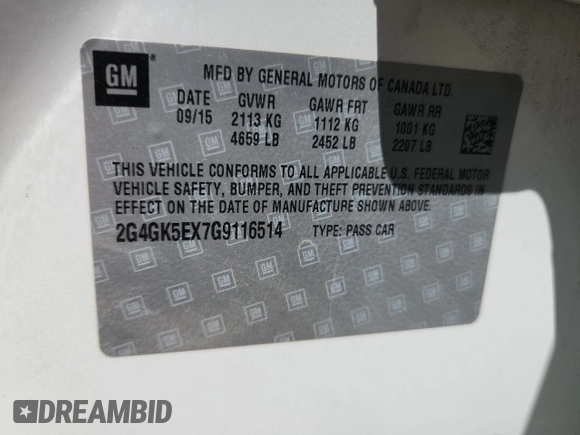 GM
MFD BY GENERAL MOTORS OF CANADA LTD.
DATE GVWR GAWR FRT GAWR RR
09/15 2113 KG 1112 KG 1001 KG
4659 LB 2452 LB 2207 LB
THIS VEHICLE CONFORMS TO ALL APPLICABLE U.S. FEDERAL MOTOR
VEHICLE SAFETY, BUMPER, AND THEFT PREVENTION STANDARDS IN
EFFECT ON THE DATE OF MANUFACTURE SHOWN ABOVE.
2G4GK5EX7G9116514 TYPE: PASS CAR
DREAMBID